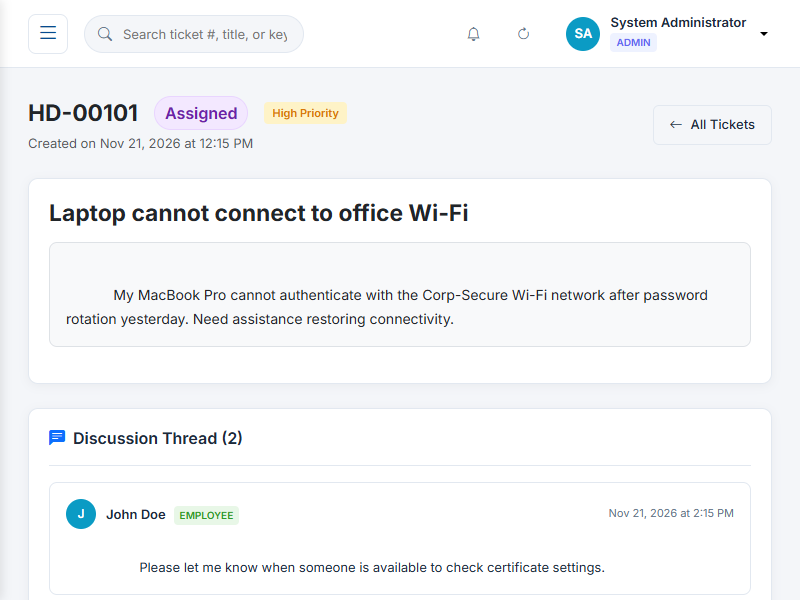 Search ticket #, title, or key
SA
System Administrator
ADMIN
HD-00101
Assigned
High Priority
Created on Nov 21, 2026 at 12:15 PM
← All Tickets
Laptop cannot connect to office Wi-Fi
My MacBook Pro cannot authenticate with the Corp-Secure Wi-Fi network after password
rotation yesterday. Need assistance restoring connectivity.
Discussion Thread (2)
J
John Doe
EMPLOYEE
Nov 21, 2026 at 2:15 PM
Please let me know when someone is available to check certificate settings.